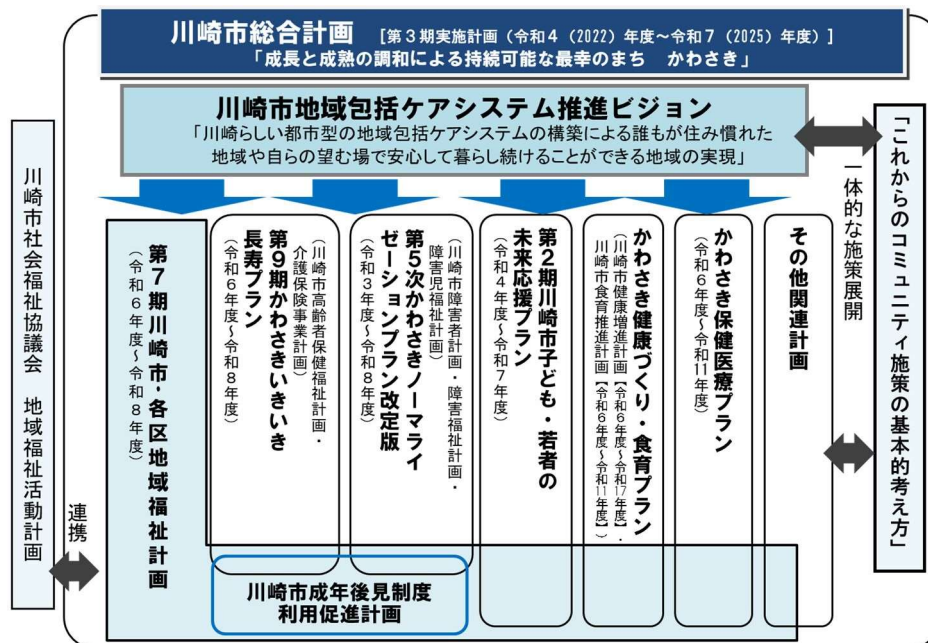 川崎市総合計画 [第3期実施計画(令和4(2022)年度~令和7(2025)年度)]
「成長と成熟の調和による持続可能な最幸のまち かわさき」
川崎市地域包括ケアシステム推進ビジョン
「川崎らしい都市型の地域包括ケアシステムの構築による誰もが住み慣れた
地域や自らの望む場で安心して暮らし続けることができる地域の実現」
川崎市社会福祉協議会 地域福祉活動計画
連携
第7期川崎市・各区地域福祉計画
(令和6年度~令和8年度)
(川崎市高齢者保健福祉計画・
介護保険事業計画)
第9期かわさきいきいき
長寿プラン
(令和6年度~令和8年度)
(川崎市障害者計画・障害福祉計画・
障害児福祉計画)
第5次かわさきノーマライ
ゼーションプラン改定版
(令和3年度~令和8年度)
第2期川崎市子ども・若者の
未来応援プラン
(令和4年度~令和7年度)
かわさき健康づくり・食育プラン
(川崎市健康増進計画【令和6年度~令和17年度】・
川崎市食育推進計画【令和6年度~令和11年度】)
かわさき保健医療プラン
(令和6年度~令和11年度)
その他関連計画
一体的な施策展開
「これからのコミュニティ施策の基本的考え方」
川崎市成年後見制度
利用促進計画